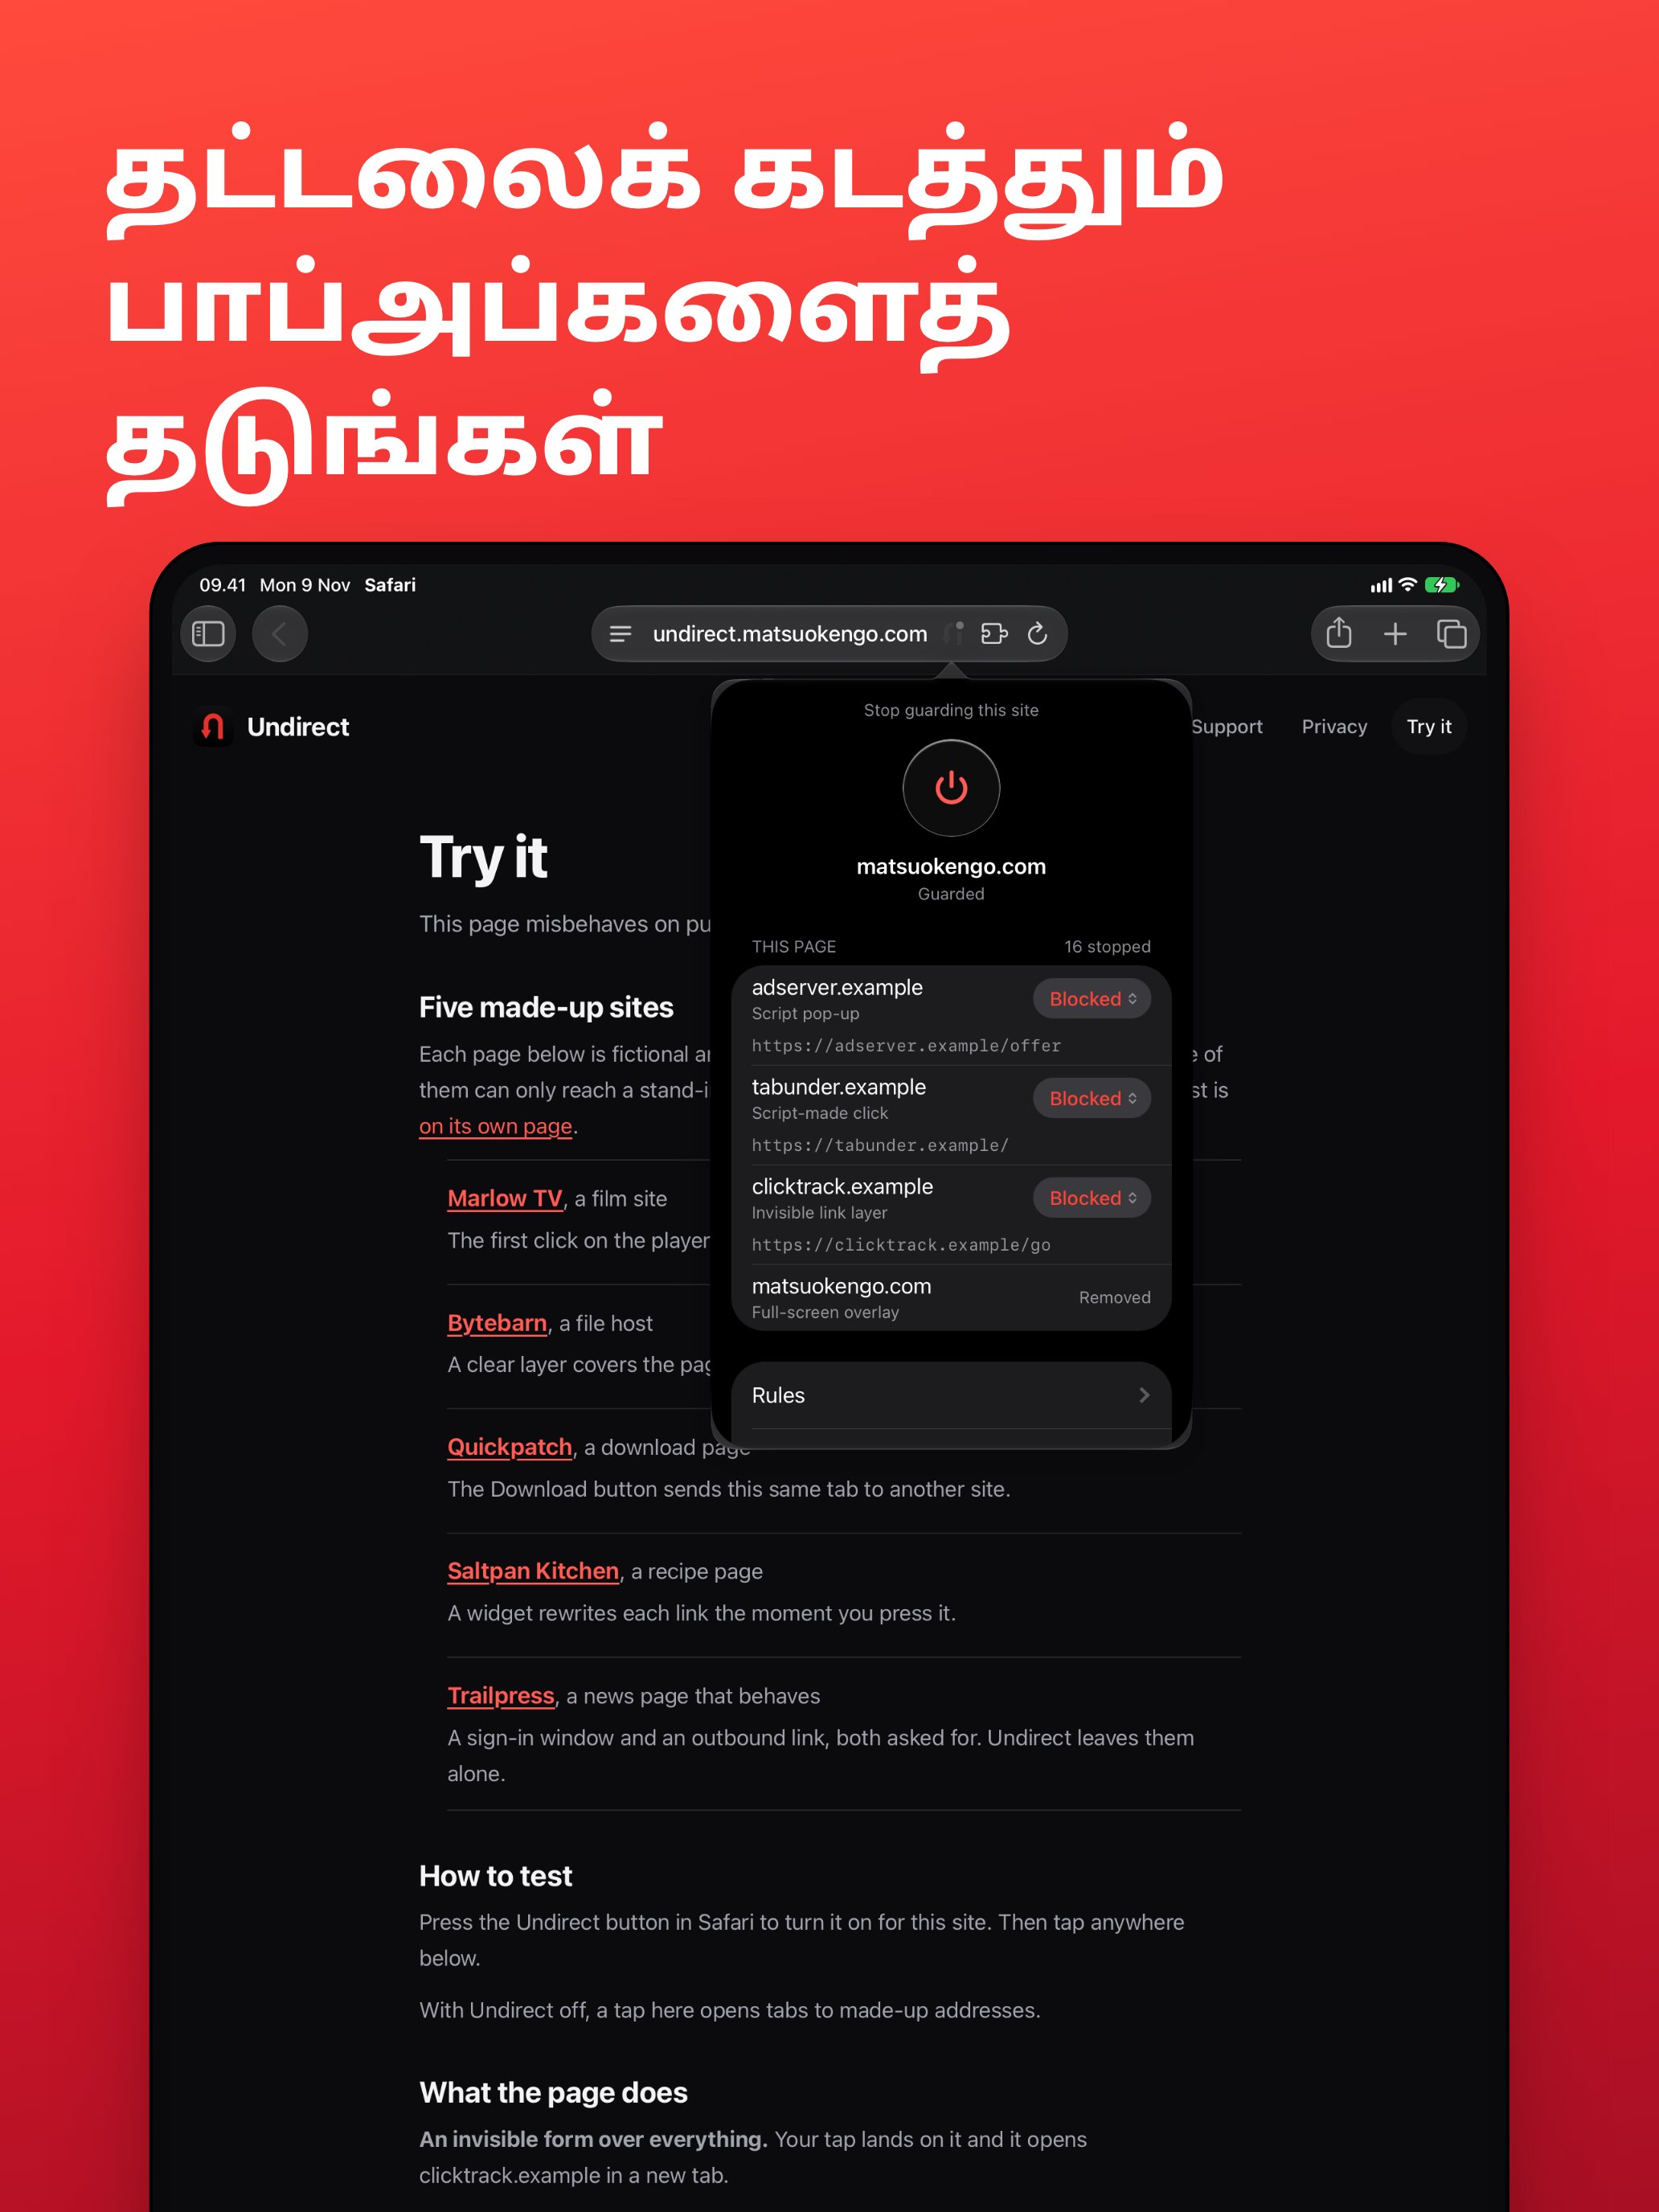 தட்டலைக் கடத்தும்
பாப்அப்களைத்
தடுங்கள்
09.41 Mon 9 Nov Safari
undirect.matsuokengo.com
Undirect
Support Privacy Try it
Stop guarding this site
matsuokengo.com
Guarded
THIS PAGE 16 stopped
adserver.example
Script pop-up
Blocked
https://adserver.example/offer
tabunder.example
Script-made click
Blocked
https://tabunder.example/
clicktrack.example
Invisible link layer
Blocked
https://clicktrack.example/go
matsuokengo.com
Full-screen overlay
Removed
Rules
Try it
This page misbehaves on
Five made-up sites
Each page below is fictional of
them can only reach a is
on its own page.
Marlow TV, a film site
The first click on the player
Bytebarn, a file host
A clear layer covers the
Quickpatch, a download page
The Download button sends this same tab to another site.
Saltpan Kitchen, a recipe page
A widget rewrites each link the moment you press it.
Trailpress, a news page that behaves
A sign-in window and an outbound link, both asked for. Undirect leaves them
alone.
How to test
Press the Undirect button in Safari to turn it on for this site. Then tap anywhere
below.
With Undirect off, a tap here opens tabs to made-up addresses.
What the page does
An invisible form over everything. Your tap lands on it and it opens
clicktrack.example in a new tab.